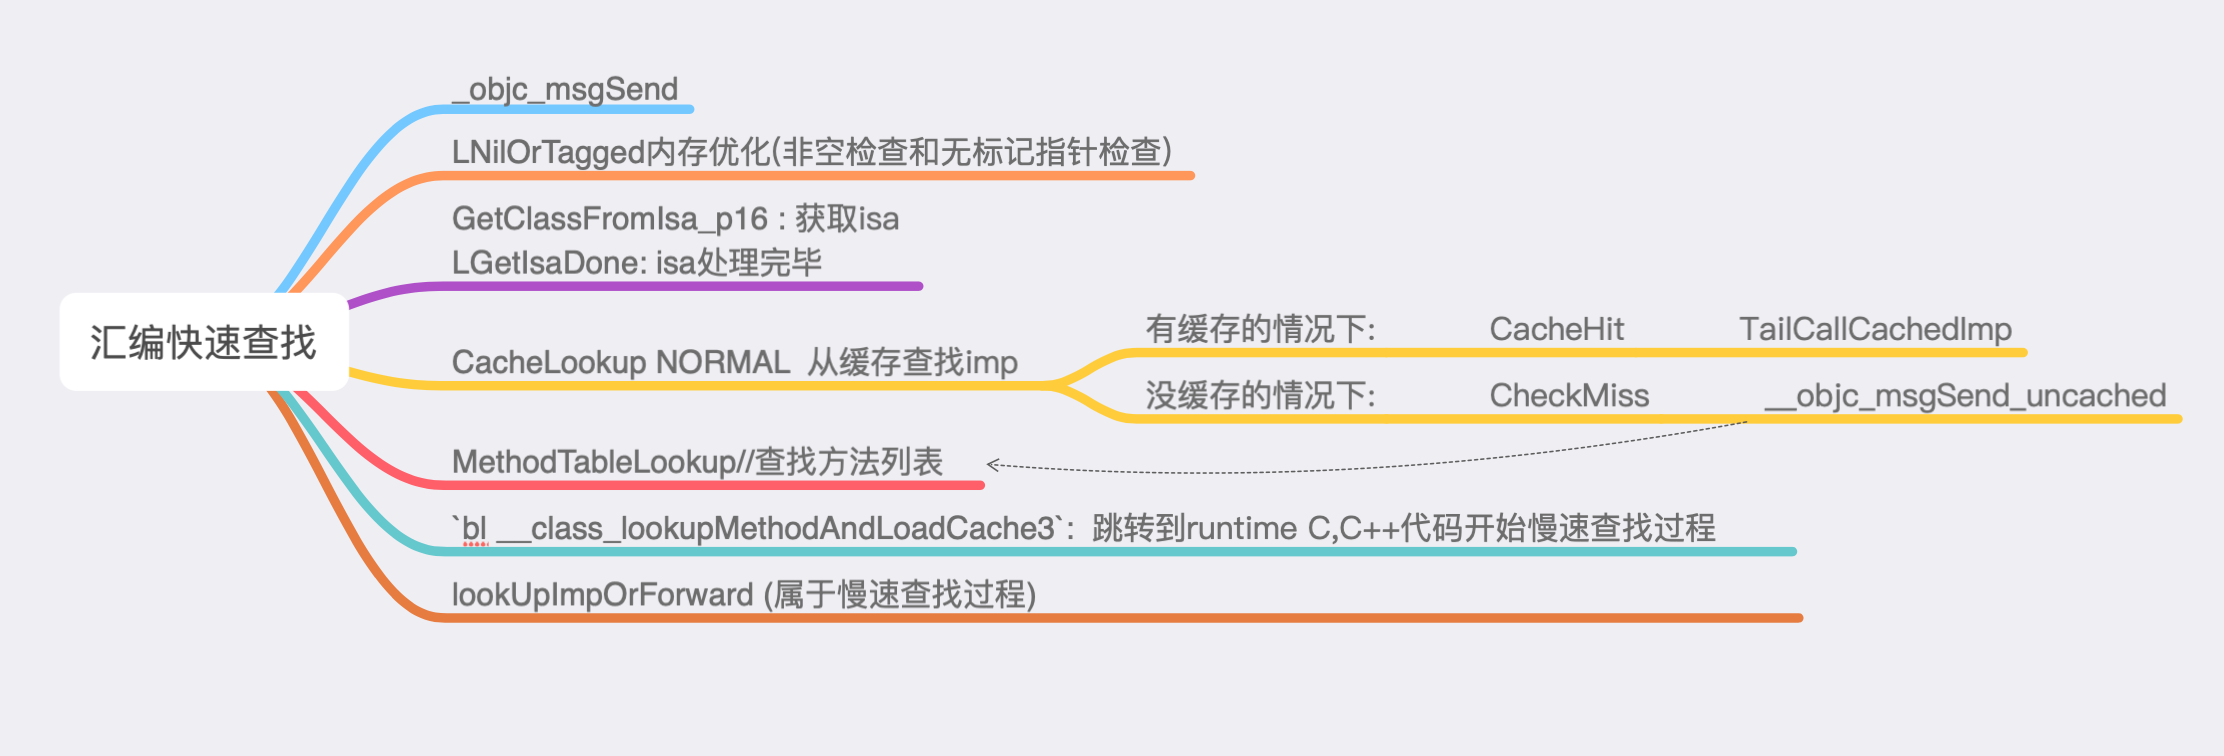 _objc_msgSend
LNilOrTagged内存优化(非空检查和无标记指针检查)
GetClassFromIsa_p16 : 获取isa
LGetIsaDone: isa处理完毕
汇编快速查找
CacheLookup NORMAL  从缓存查找imp
有缓存的情况下: CacheHit TailCallCachedImp
没缓存的情况下: CheckMiss __objc_msgSend_uncached
MethodTableLookup//查找方法列表
`bl __class_lookupMethodAndLoadCache3`:  跳转到runtime C,C++代码开始慢速查找过程
lookUpImpOrForward (属于慢速查找过程)